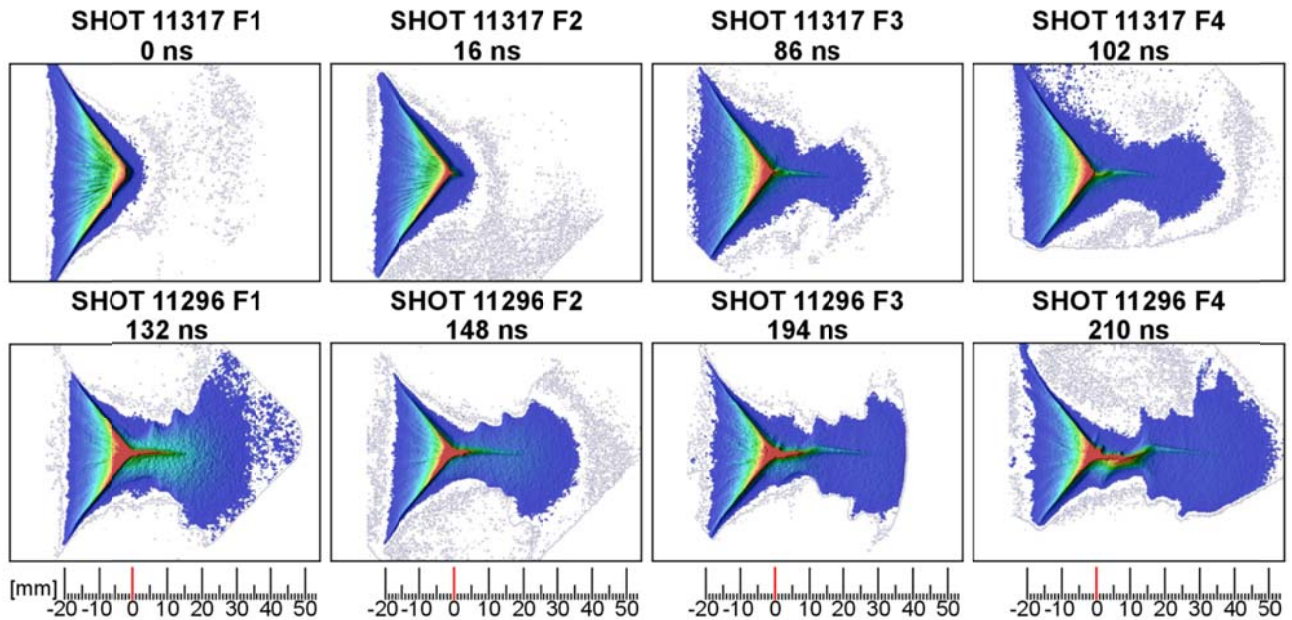 SHOT 11317 F1
0 ns
SHOT 11317 F2
16 ns
SHOT 11317 F3
86 ns
SHOT 11317 F4
102 ns
SHOT 11296 F1
132 ns
SHOT 11296 F2
148 ns
SHOT 11296 F3
194 ns
SHOT 11296 F4
210 ns
[mm]
-20 -10 0 10 20 30 40 50
-20 -10 0 10 20 30 40 50
-20 -10 0 10 20 30 40 50
-20 -10 0 10 20 30 40 50